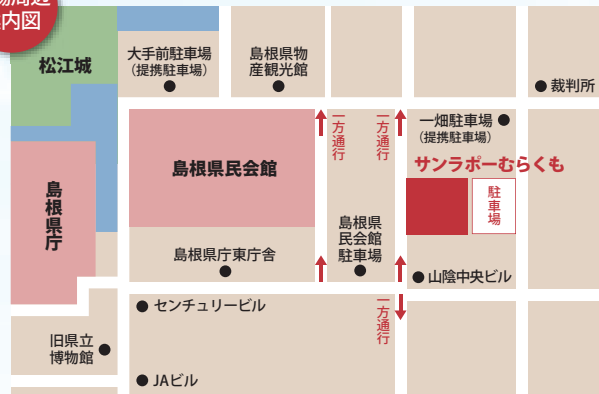 内図
松江城
大手前駐車場
(提携駐車場)
島根県物
産観光館
裁判所
一方通行
一方通行
一畑駐車場
(提携駐車場)
サンラポーむらくも
駐車場
島根県民会館
島根県庁
島根県
民会館
駐車場
島根県庁東庁舎
山陰中央ビル
センチュリービル
一方通行
旧県立
博物館
JAビル